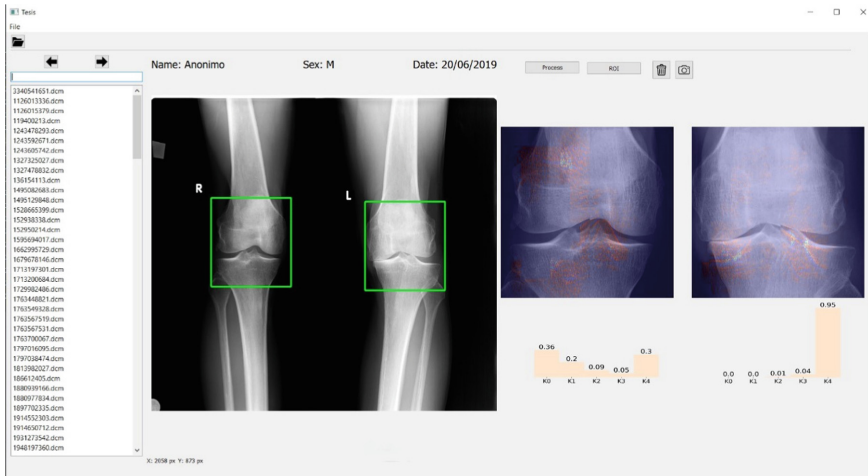 Tesis
File
Name: Anonimo Sex: M Date: 20/06/2019 Process ROI
3340541651.dcm
1126013336.dcm
1126015379.dcm
119400213.dcm
1243478293.dcm
1243592671.dcm
1243605742.dcm
1327325027.dcm
1327478832.dcm
136154113.dcm
1495082683.dcm
1495129848.dcm
1528665399.dcm
152938338.dcm
152950214.dcm
1595694017.dcm
1662995729.dcm
1679678146.dcm
1713197301.dcm
1713200684.dcm
1729982486.dcm
1763448821.dcm
1763549328.dcm
1763567519.dcm
1763567531.dcm
1763700067.dcm
1797016095.dcm
1797038474.dcm
1813982027.dcm
186612405.dcm
1880939166.dcm
1880977834.dcm
1897702335.dcm
1914552303.dcm
1914650712.dcm
1931273542.dcm
1948197360.dcm
R L
0.36 0.2 0.09 0.05 0.3
K0 K1 K2 K3 K4
0.0 0.0 0.01 0.04 0.95
K0 K1 K2 K3 K4
X: 2058 px Y: 873 px